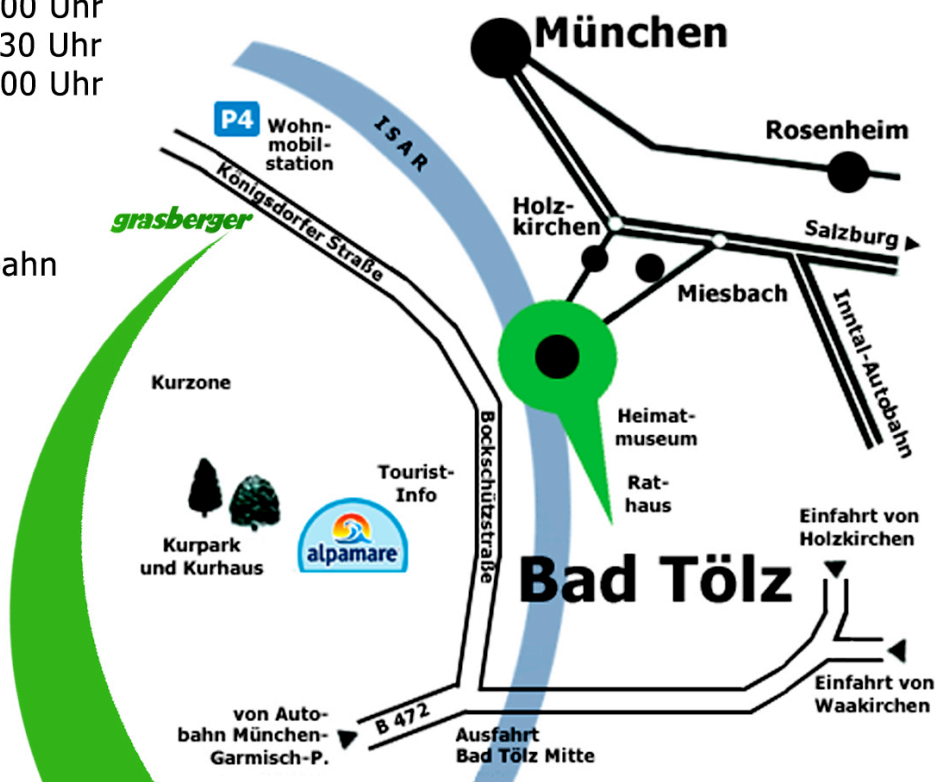 00 Uhr
30 Uhr
00 Uhr
ahn
München
Rosenheim
P4
Wohn-
mobil-
station
ISAR
Königsdorfer Straße
grasberger
Holz-
kirchen
Salzburg
Miesbach
Inntal-Autobahn
Kurzone
Heimat-
museum
Bockschützstraße
Tourist-
Info
Rat-
haus
Kurpark
und Kurhaus
alpamare
Einfahrt von
Holzkirchen
Bad Tölz
Einfahrt von
Waakirchen
B 472
von Auto-
bahn München-
Garmisch-P.
Ausfahrt
Bad Tölz Mitte